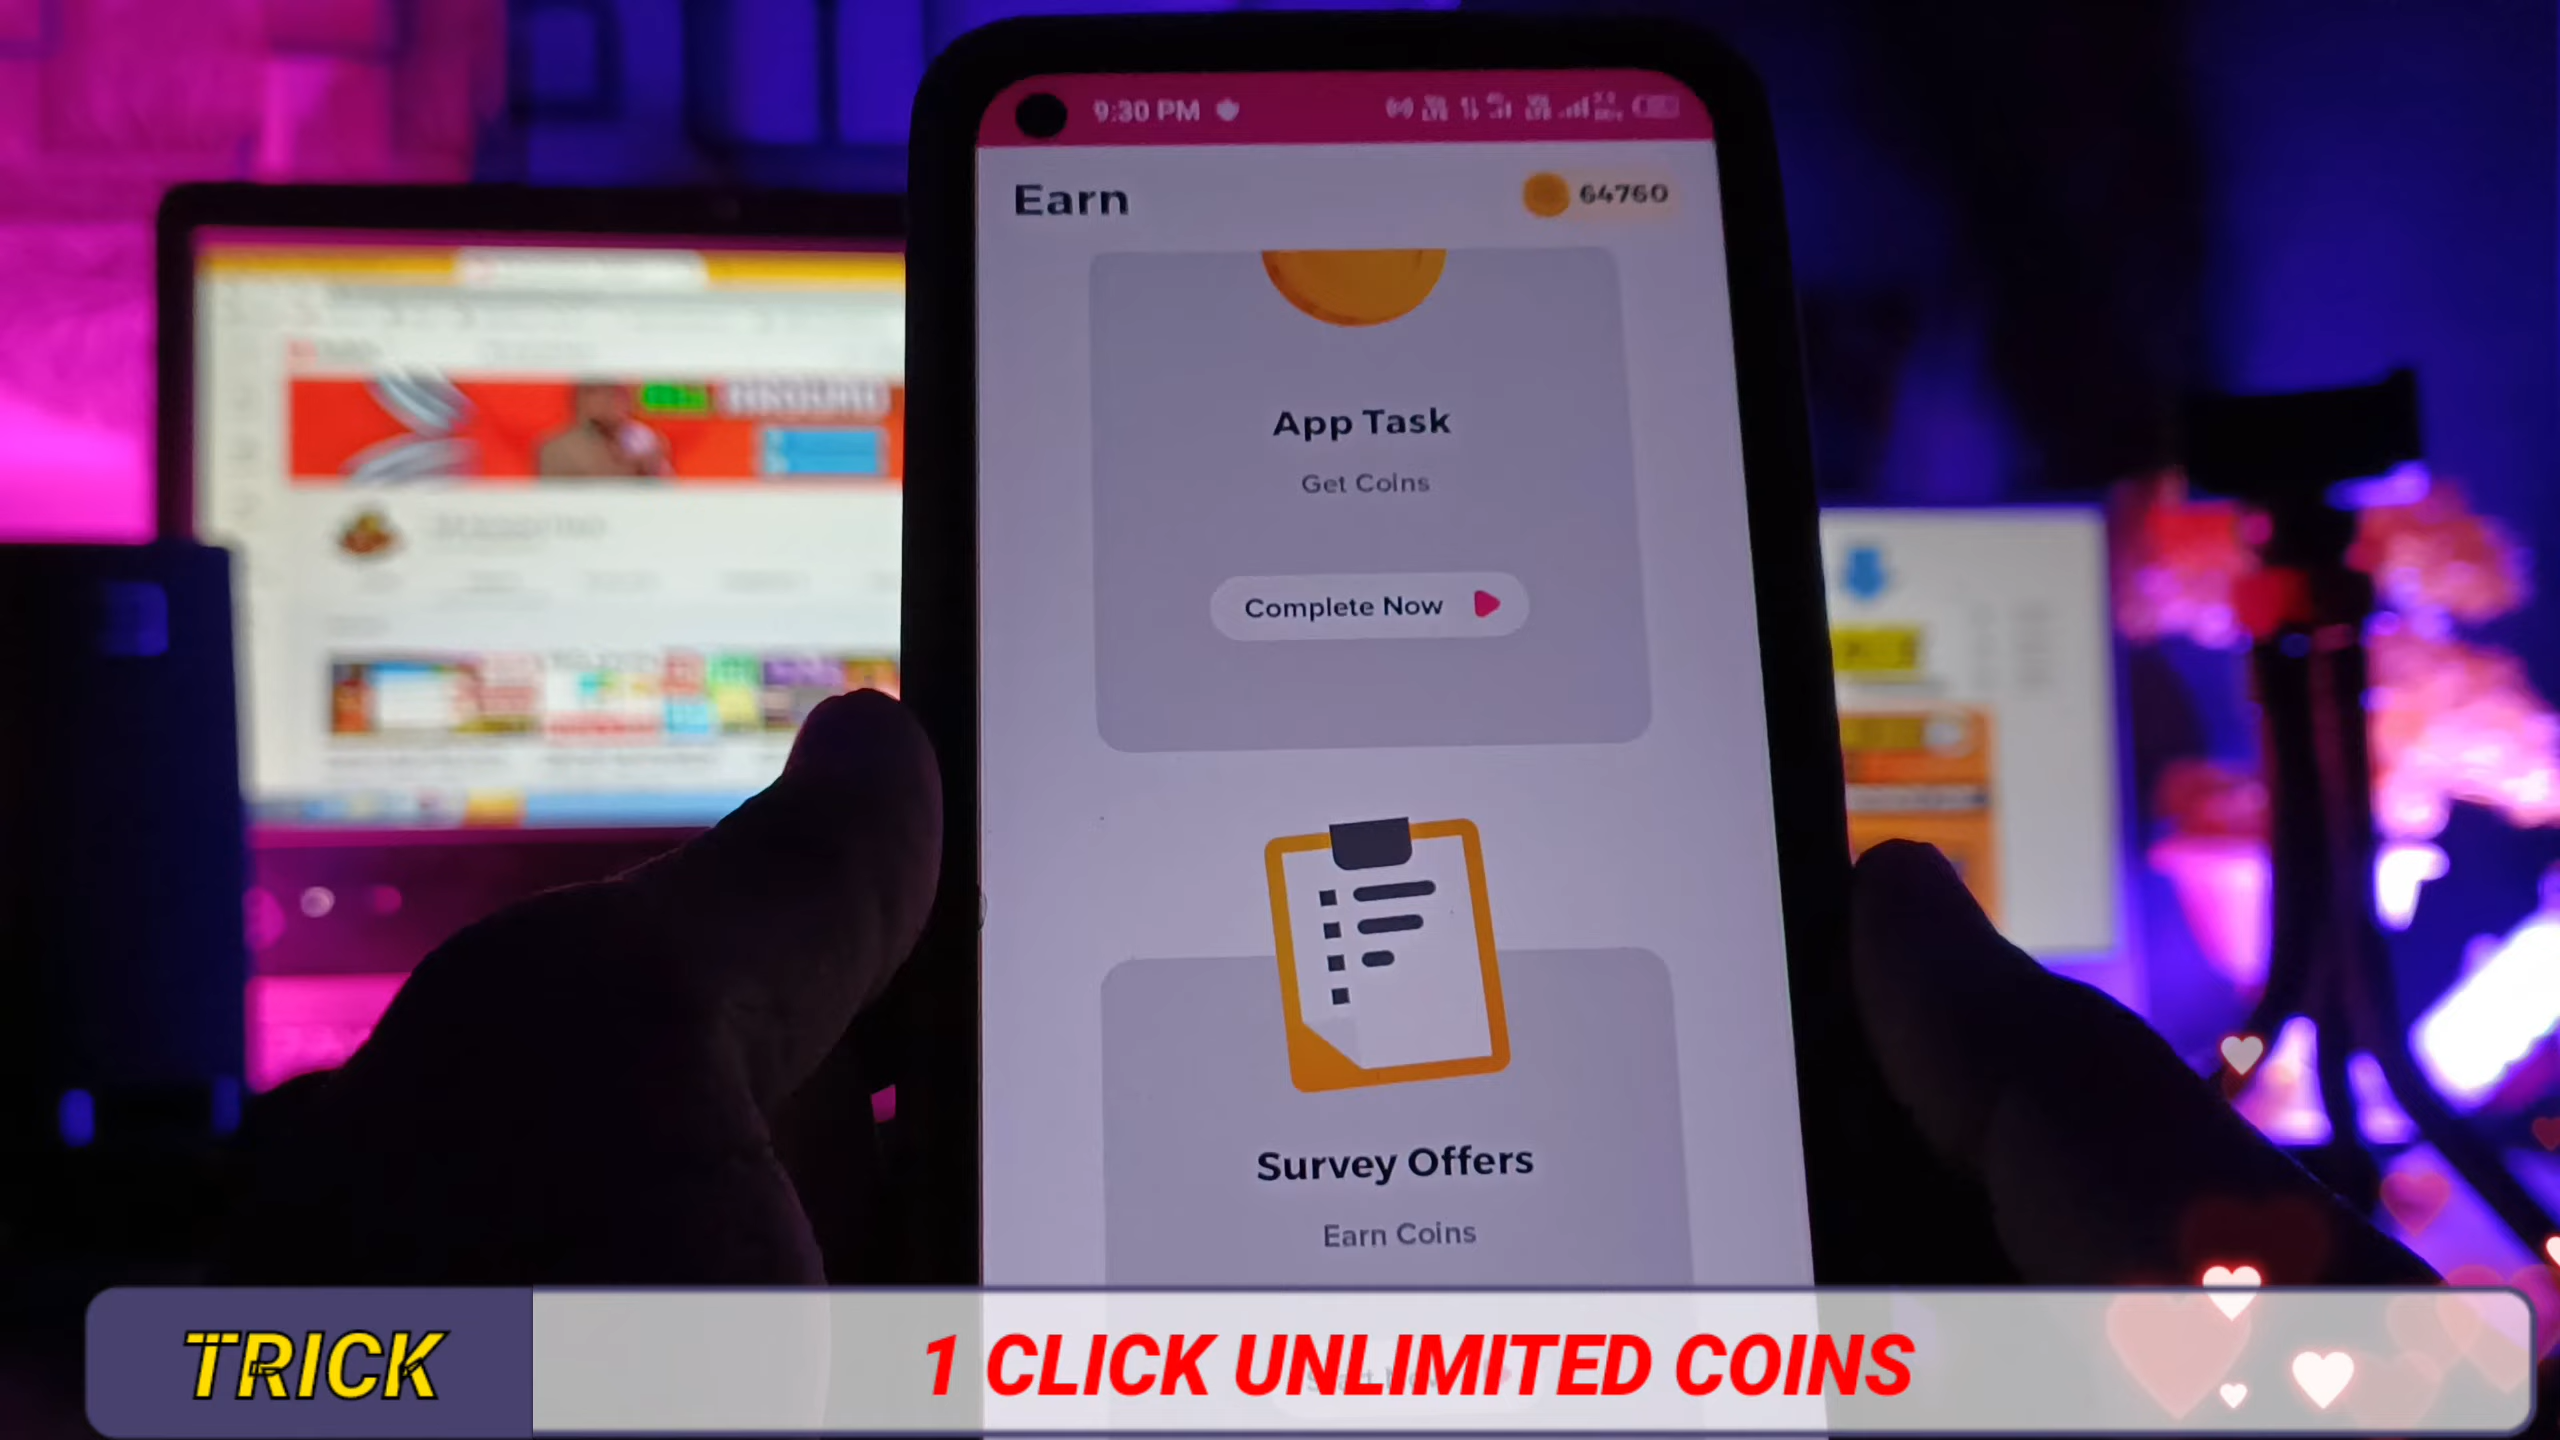 9:30 PM
Earn
64760
App Task
Get Coins
Complete Now
Survey Offers
Earn Coins
TRICK
1 CLICK UNLIMITED COINS